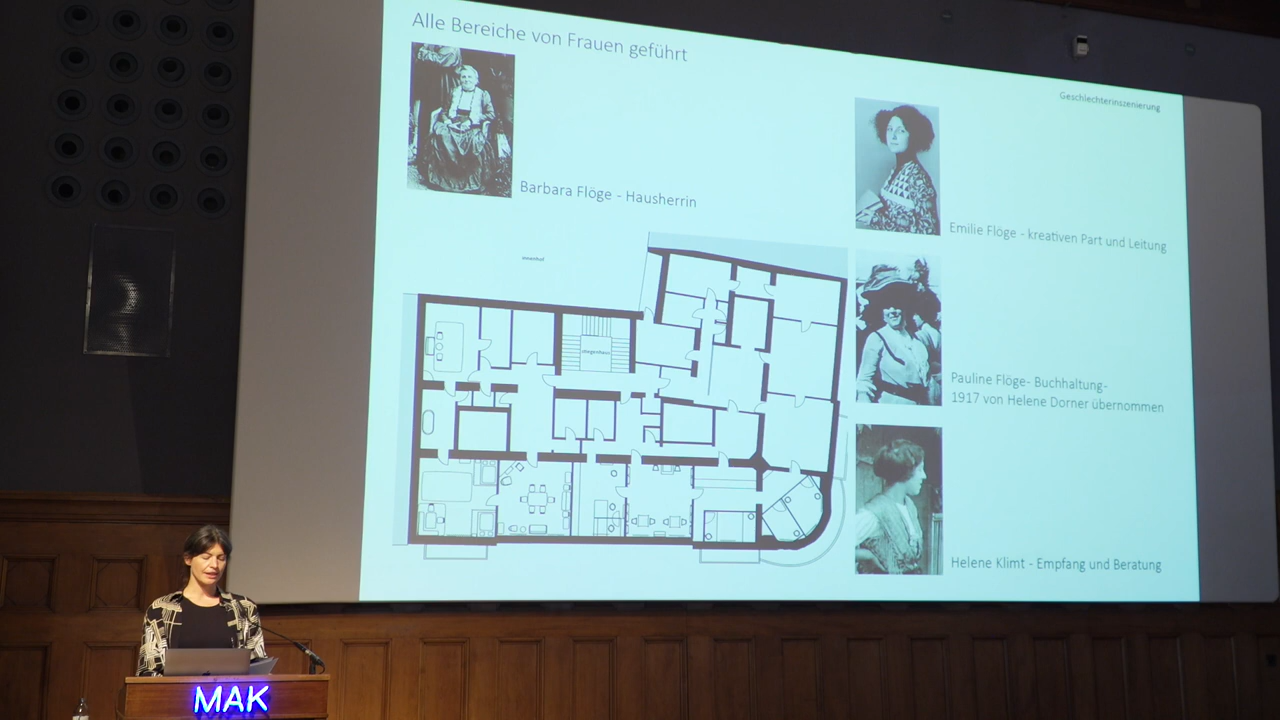 Alle Bereiche von Frauen geführt
Geschlechterinszenierung
Barbara Flöge - Hausherrin
Emilie Flöge - kreativen Part und Leitung
Pauline Flöge- Buchhaltung-
1917 von Helene Dorner übernommen
Helene Klimt - Empfang und Beratung
MAK